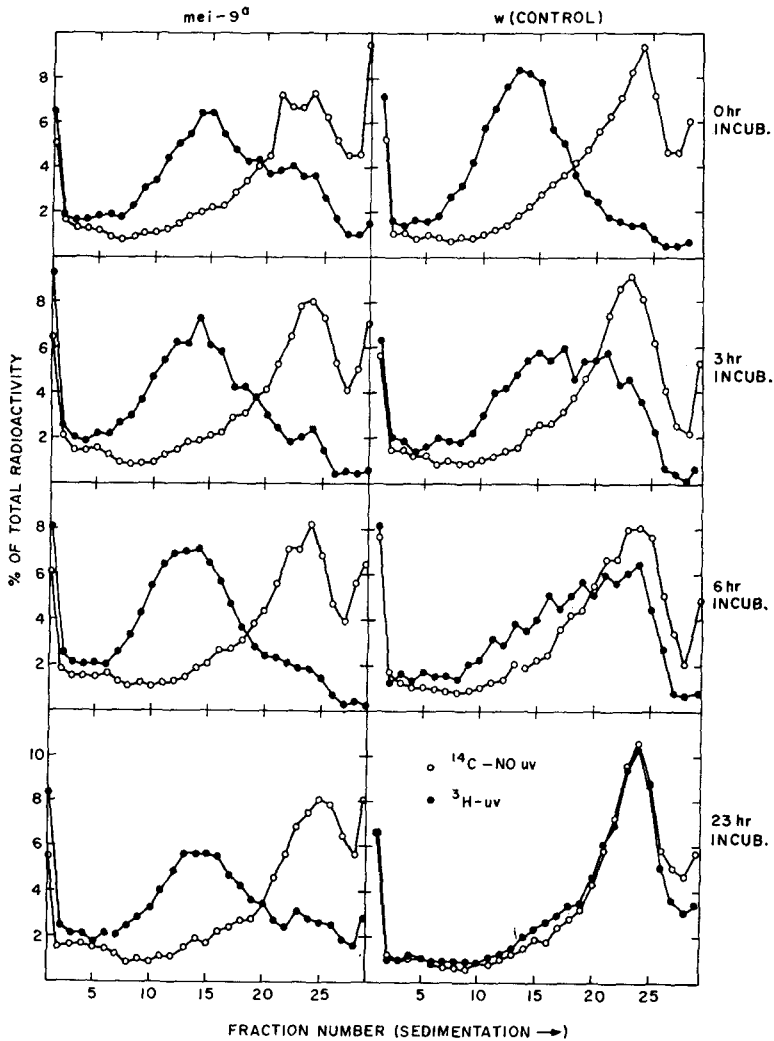 mei-9ᵃ
w (CONTROL)
8
6
4
2
0 hr
INCUB.
8
6
4
2
3 hr
INCUB.
% OF TOTAL RADIOACTIVITY
8
6
4
2
6 hr
INCUB.
10
8
6
4
2
¹⁴C – NO uv
³H – uv
23 hr
INCUB.
5 10 15 20 25
5 10 15 20 25
FRACTION NUMBER (SEDIMENTATION →)